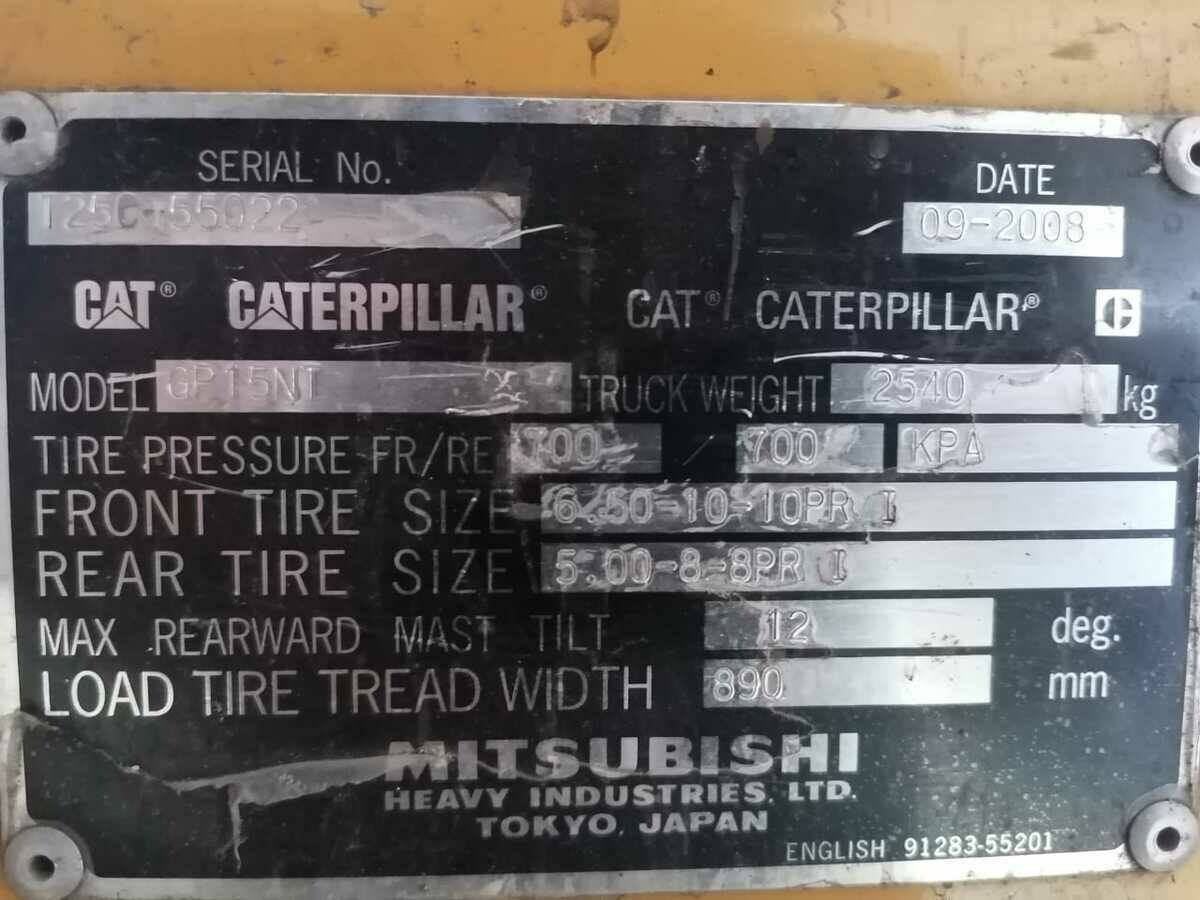 SERIAL No. DATE
T25C-55022 09-2008
CAT® CATERPILLAR® CAT® CATERPILLAR®
MODEL GP15NT TRUCK WEIGHT 2540 kg
TIRE PRESSURE FR/RE 700 700 KPA
FRONT TIRE SIZE 6.50-10-10PR I
REAR TIRE SIZE 5.00-8-8PR I
MAX REARWARD MAST TILT 12 deg.
LOAD TIRE TREAD WIDTH 890 mm
MITSUBISHI
HEAVY INDUSTRIES, LTD.
TOKYO, JAPAN
ENGLISH 91283-55201